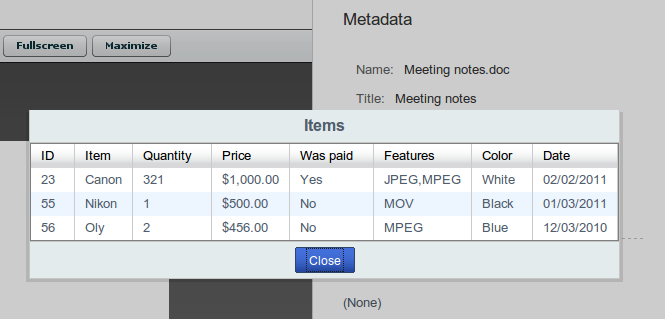 Metadata
Fullscreen Maximize
Name: Meeting notes.doc
Title: Meeting notes
Items
ID Item Quantity Price Was paid Features Color Date
23 Canon 321 $1,000.00 Yes JPEG,MPEG White 02/02/2011
55 Nikon 1 $500.00 No MOV Black 01/03/2011
56 Oly 2 $456.00 No MPEG Blue 12/03/2010
Close
(None)